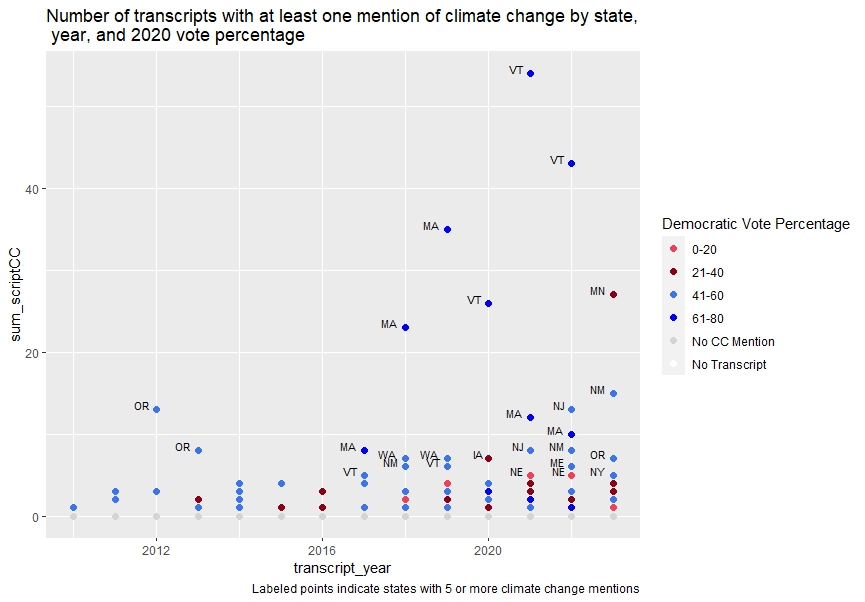 Number of transcripts with at least one mention of climate change by state,
year, and 2020 vote percentage
VT
VT
MA
VT
MA
MN
NM
OR
NJ
MA
MA
OR
MA
NJ
NM
WA
NM
WA
VT
IA
OR
ME
VT
NE
NE
NY
40
20
0
sum_scriptCC
2012
2016
2020
transcript_year
Democratic Vote Percentage
0-20
21-40
41-60
61-80
No CC Mention
No Transcript
Labeled points indicate states with 5 or more climate change mentions